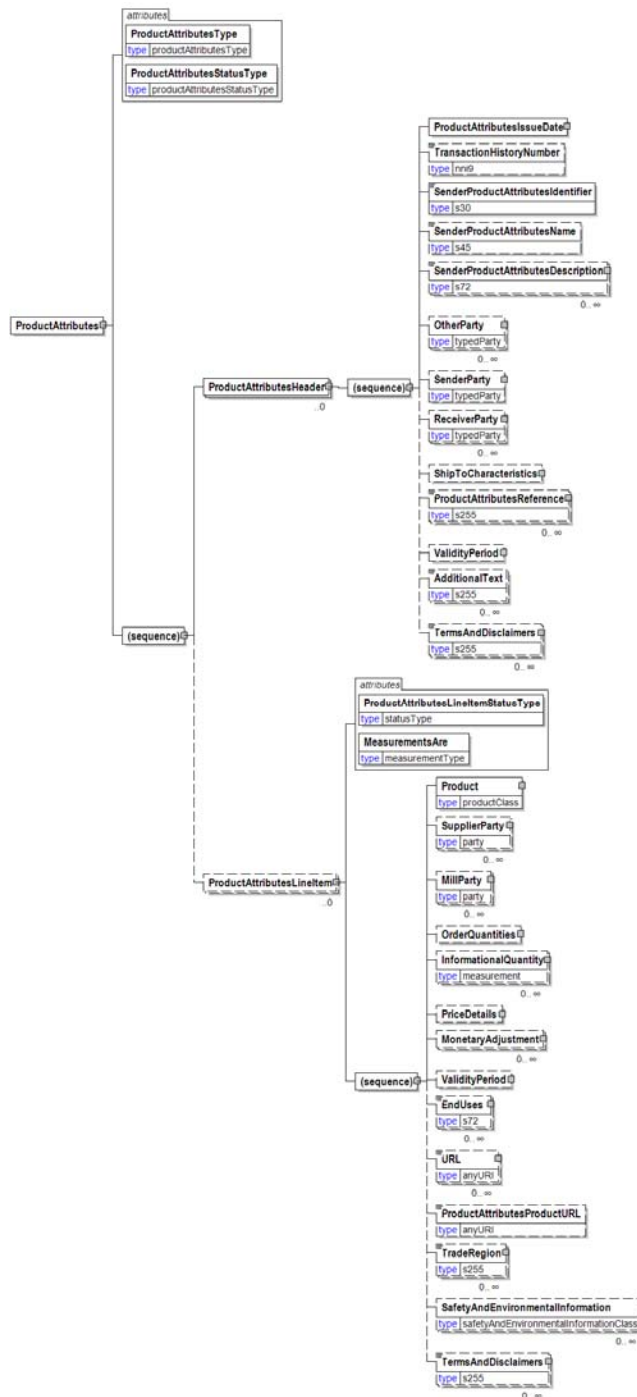 attributes
ProductAttributesType
type productAttributesType
ProductAttributesStatusType
type productAttributesStatusType
ProductAttributes
ProductAttributesIssueDate
TransactionHistoryNumber
type nni9
SenderProductAttributesIdentifier
type s30
SenderProductAttributesName
type s45
SenderProductAttributesDescription
type s72
0.. ∞
OtherParty
type typedParty
0.. ∞
ProductAttributesHeader
..0
(sequence)
SenderParty
type typedParty
ReceiverParty
type typedParty
0.. ∞
ShipToCharacteristics
ProductAttributesReference
type s255
0.. ∞
ValidityPeriod
AdditionalText
type s255
0.. ∞
TermsAndDisclaimers
type s255
0.. ∞
(sequence)
attributes
ProductAttributesLineItemStatusType
type statusType
MeasurementsAre
type measurementType
ProductAttributesLineItem
..0
Product
type productClass
SupplierParty
type party
0.. ∞
MillParty
type party
0.. ∞
OrderQuantities
InformationalQuantity
type measurement
0.. ∞
PriceDetails
MonetaryAdjustment
0.. ∞
(sequence)
ValidityPeriod
EndUses
type s72
0.. ∞
URL
type anyURI
0.. ∞
ProductAttributesProductURL
type anyURI
TradeRegion
type s255
0.. ∞
SafetyAndEnvironmentalInformation
type safetyAndEnvironmentalInformationClass
0.. ∞
TermsAndDisclaimers
type s255
0.. ∞